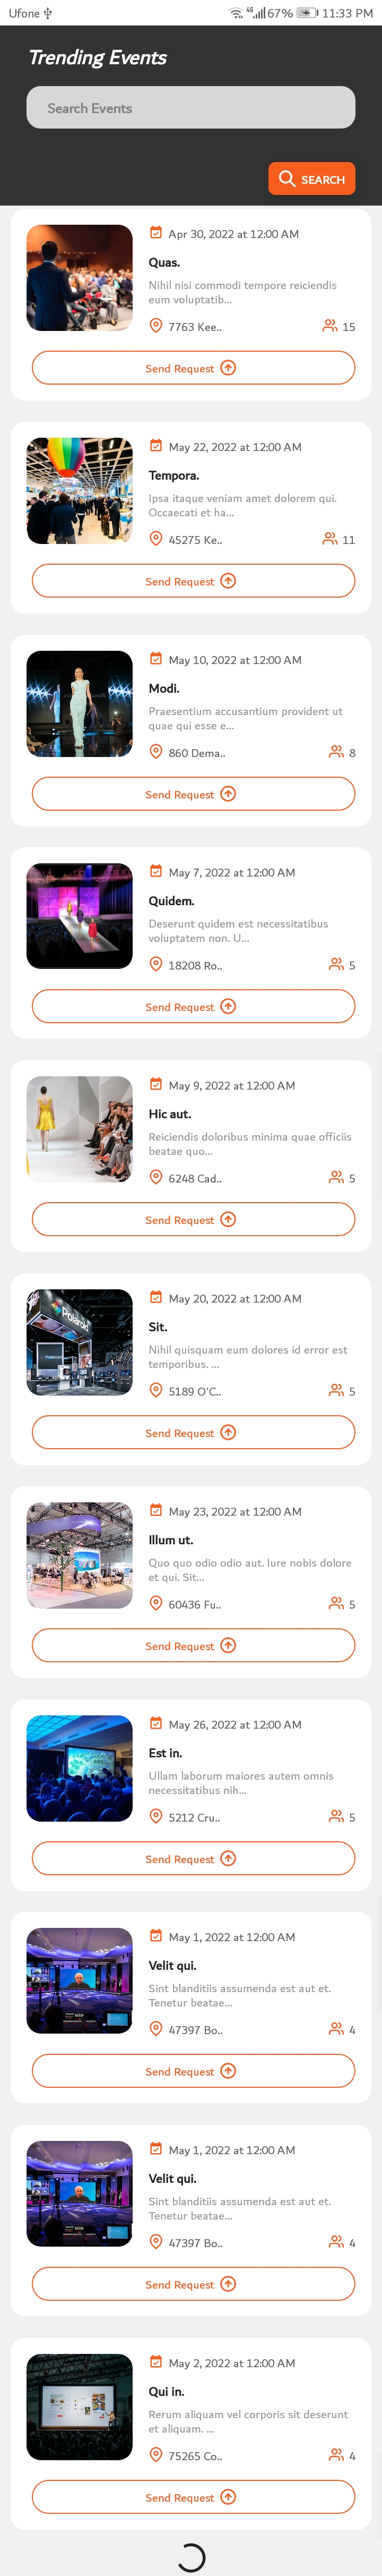 Ufone 4G 67% 11:33 PM
Trending Events
Search Events
SEARCH
Apr 30, 2022 at 12:00 AM
Quas.
Nihil nisi commodi tempore reiciendis
eum voluptatib...
7763 Kee.. 15
Send Request
May 22, 2022 at 12:00 AM
Tempora.
Ipsa itaque veniam amet dolorem qui.
Occaecati et ha...
45275 Ke.. 11
Send Request
May 10, 2022 at 12:00 AM
Modi.
Praesentium accusantium provident ut
quae qui esse e...
860 Dema.. 8
Send Request
May 7, 2022 at 12:00 AM
Quidem.
Deserunt quidem est necessitatibus
voluptatem non. U...
18208 Ro.. 5
Send Request
May 9, 2022 at 12:00 AM
Hic aut.
Reiciendis doloribus minima quae officiis
beatae quo...
6248 Cad.. 5
Send Request
May 20, 2022 at 12:00 AM
Polaroid
Sit.
Nihil quisquam eum dolores id error est
temporibus. ...
5189 O'C.. 5
Send Request
May 23, 2022 at 12:00 AM
Illum ut.
Quo quo odio odio aut. Iure nobis dolore
et qui. Sit...
60436 Fu.. 5
Send Request
May 26, 2022 at 12:00 AM
Est in.
Ullam laborum maiores autem omnis
necessitatibus nih...
5212 Cru.. 5
Send Request
May 1, 2022 at 12:00 AM
Velit qui.
Sint blanditiis assumenda est aut et.
Tenetur beatae...
47397 Bo.. 4
Send Request
May 1, 2022 at 12:00 AM
Velit qui.
Sint blanditiis assumenda est aut et.
Tenetur beatae...
47397 Bo.. 4
Send Request
May 2, 2022 at 12:00 AM
Qui in.
Rerum aliquam vel corporis sit deserunt
et aliquam. ...
75265 Co.. 4
Send Request